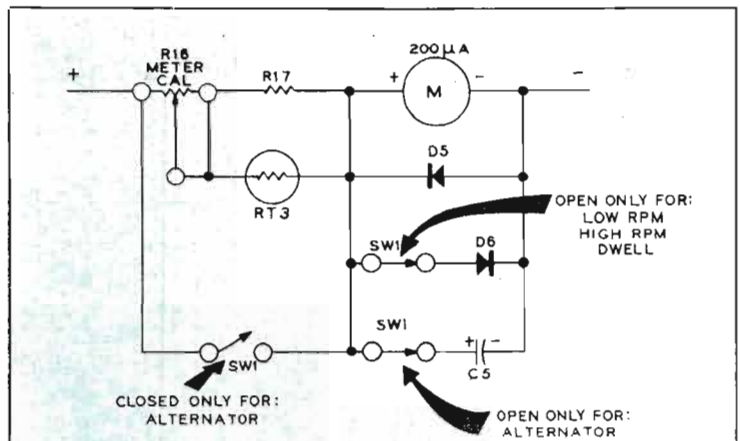 R16
METER
CAL
+
R17
200μA
+ M -
-
D5
RT3
OPEN ONLY FOR:
LOW RPM
HIGH RPM
DWELL
SW1
D6
SW1
+ -
C5
SW1
CLOSED ONLY FOR:
ALTERNATOR
OPEN ONLY FOR:
ALTERNATOR